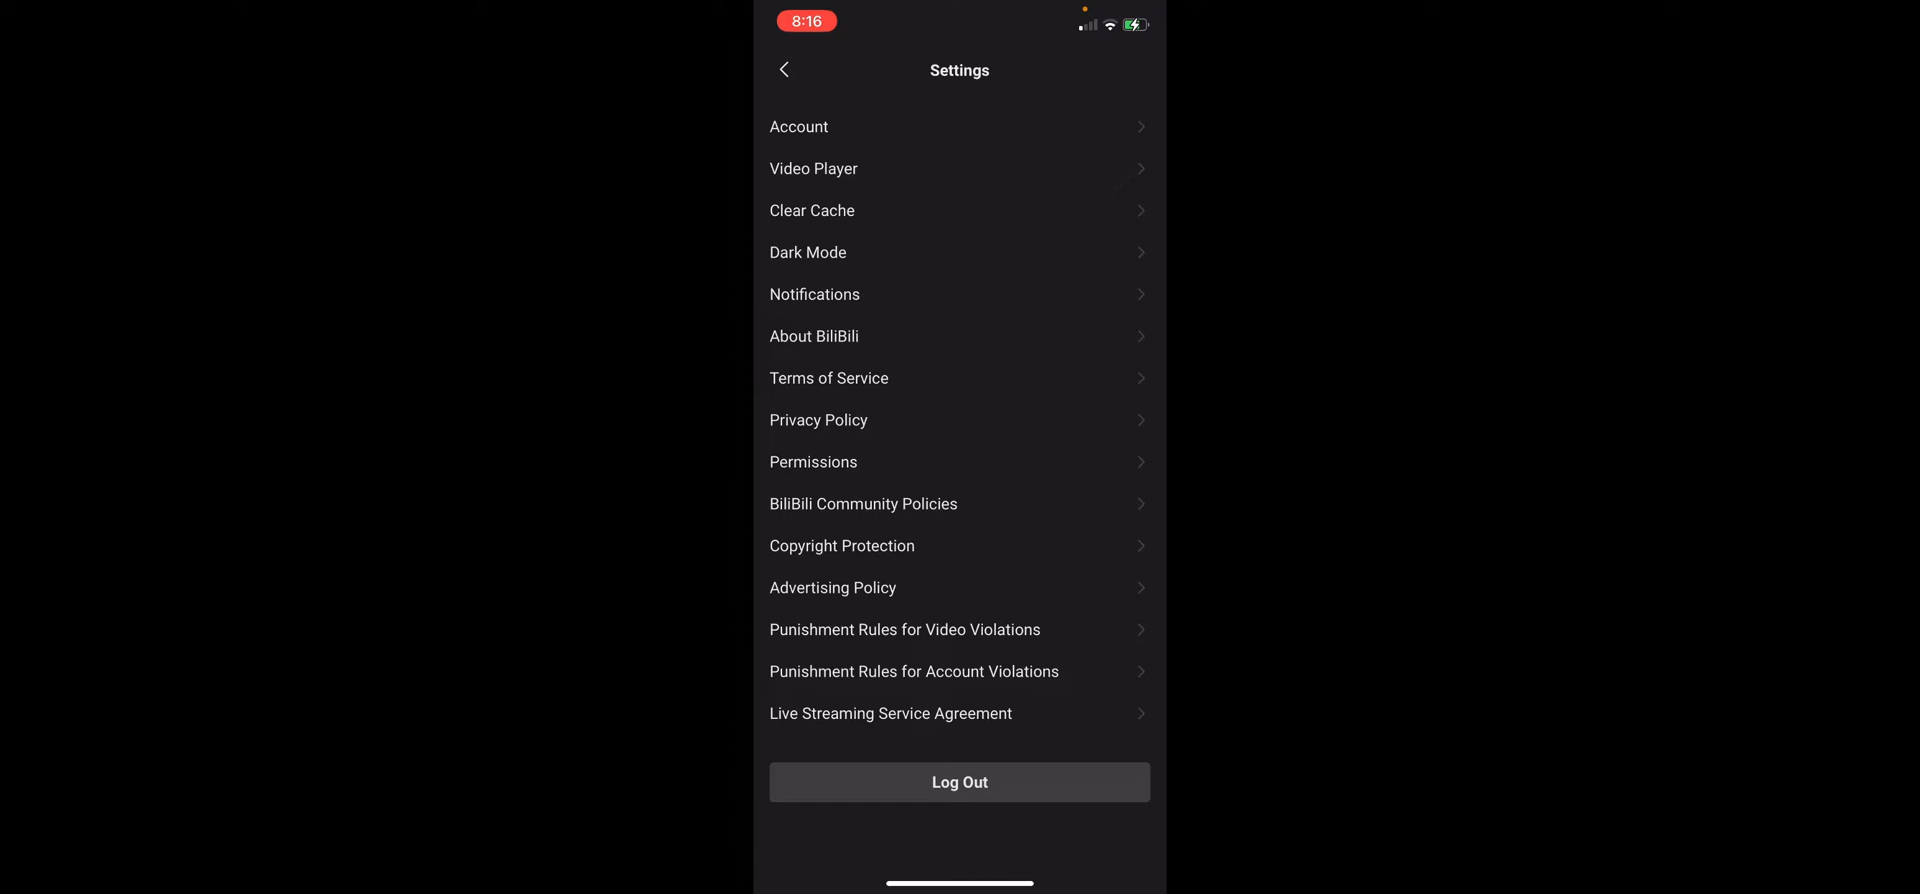 8:16
Settings
Account
Video Player
Clear Cache
Dark Mode
Notifications
About BiliBili
Terms of Service
Privacy Policy
Permissions
BiliBili Community Policies
Copyright Protection
Advertising Policy
Punishment Rules for Video Violations
Punishment Rules for Account Violations
Live Streaming Service Agreement
Log Out